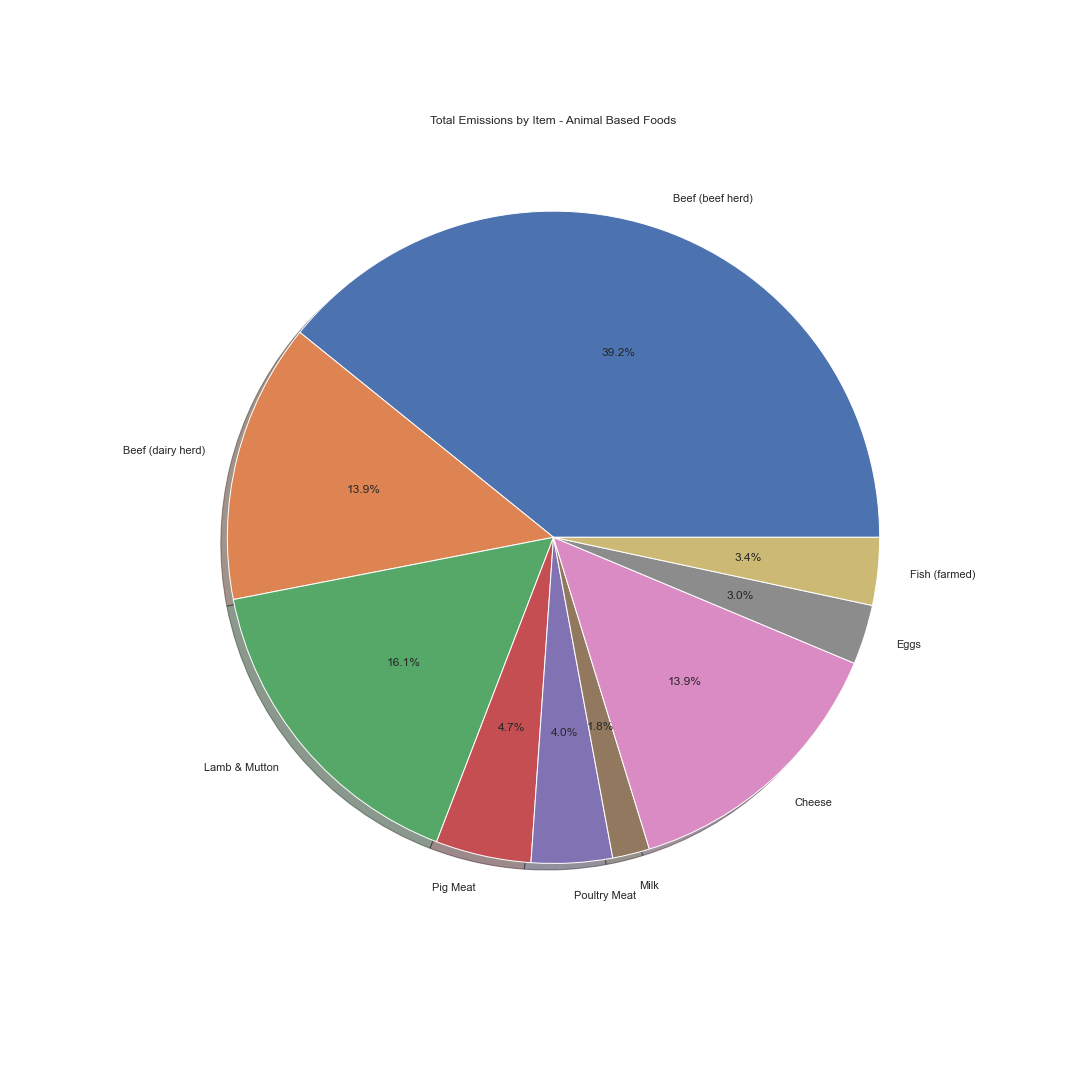 Total Emissions by Item - Animal Based Foods
Beef (beef herd)
39.2%
Beef (dairy herd)
13.9%
Lamb & Mutton
16.1%
Pig Meat
4.7%
Poultry Meat
4.0%
Milk
1.8%
Cheese
13.9%
Eggs
3.0%
Fish (farmed)
3.4%